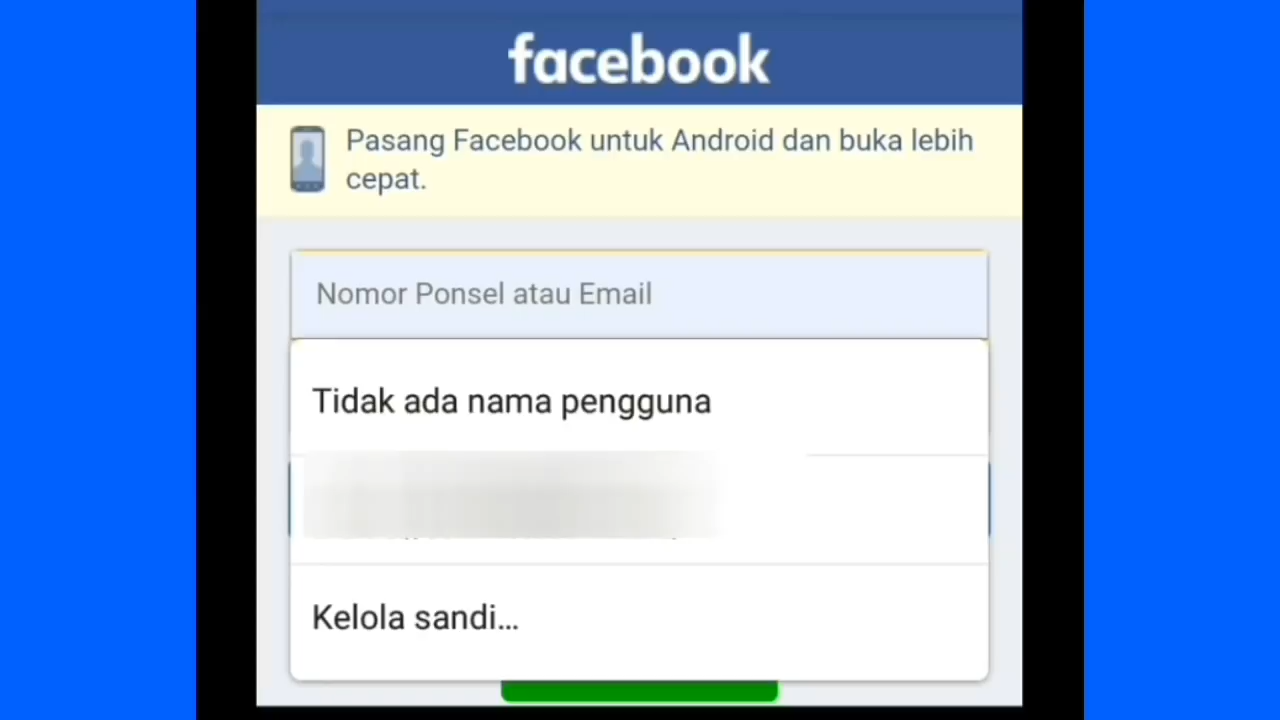 facebook
Pasang Facebook untuk Android dan buka lebih
cepat.
Nomor Ponsel atau Email
Tidak ada nama pengguna
Kelola sandi...